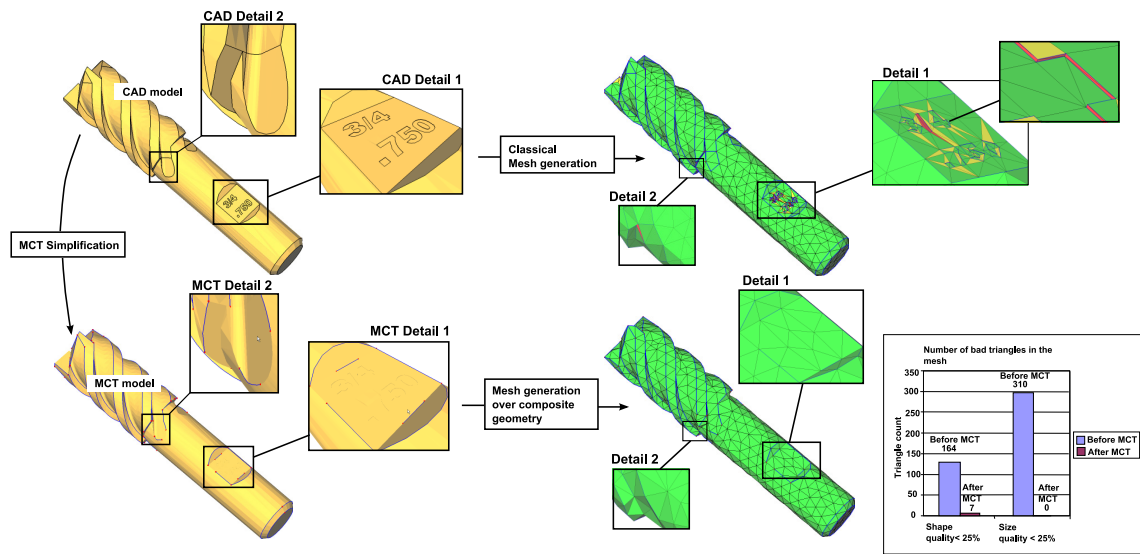 CAD Detail 2
CAD model
CAD Detail 1
3/4
.750
3/4
.750
Classical
Mesh generation
Detail 1
Detail 2
MCT Simplification
MCT Detail 2
MCT model
MCT Detail 1
Mesh generation
over composite
geometry
Detail 1
Detail 2
Number of bad triangles in the
mesh
350
300
250
200
150
100
50
0
Triangle count
Before MCT
164
After
MCT
7
Before MCT
310
After
MCT
0
Shape
quality< 25%
Size
quality < 25%
Before MCT
After MCT